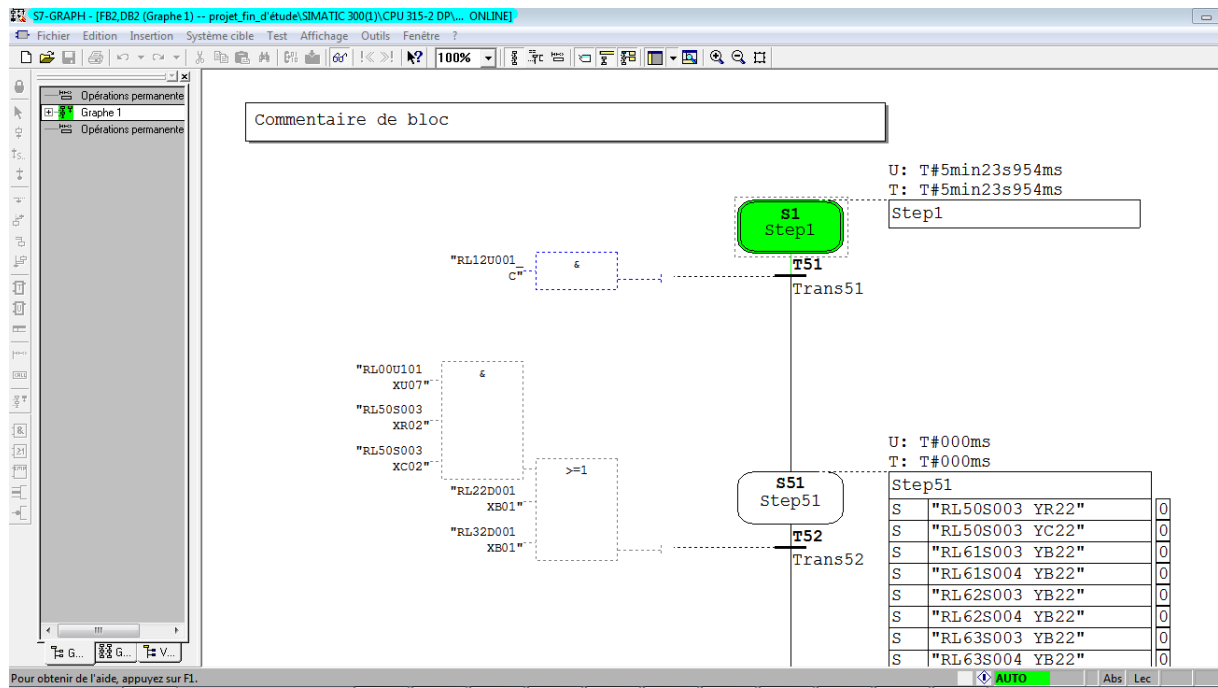 S7-GRAPH - [FB2,DB2 (Graphe 1) -- projet_fin_d'étude\SIMATIC 300(1)\CPU 315-2 DP\... ONLINE]
Fichier Edition Insertion Système cible Test Affichage Outils Fenêtre ?
100%
Opérations permanente
Graphe 1
Opérations permanente
Commentaire de bloc
U: T#5min23s954ms
T: T#5min23s954ms
S1
Step1
Step1
"RL12U001_
C"
&
T51
Trans51
"RL00U101
XU07"
&
"RL50S003
XR02"
"RL50S003
XC02"
>=1
"RL22D001
XB01"
"RL32D001
XB01"
U: T#000ms
T: T#000ms
S51
Step51
Step51
T52
Trans52
S "RL50S003 YR22" 0
S "RL50S003 YC22" 0
S "RL61S003 YB22" 0
S "RL61S004 YB22" 0
S "RL62S003 YB22" 0
S "RL62S004 YB22" 0
S "RL63S003 YB22" 0
S "RL63S004 YB22" 0
G... G... V...
Pour obtenir de l'aide, appuyez sur F1.
AUTO Abs Lec